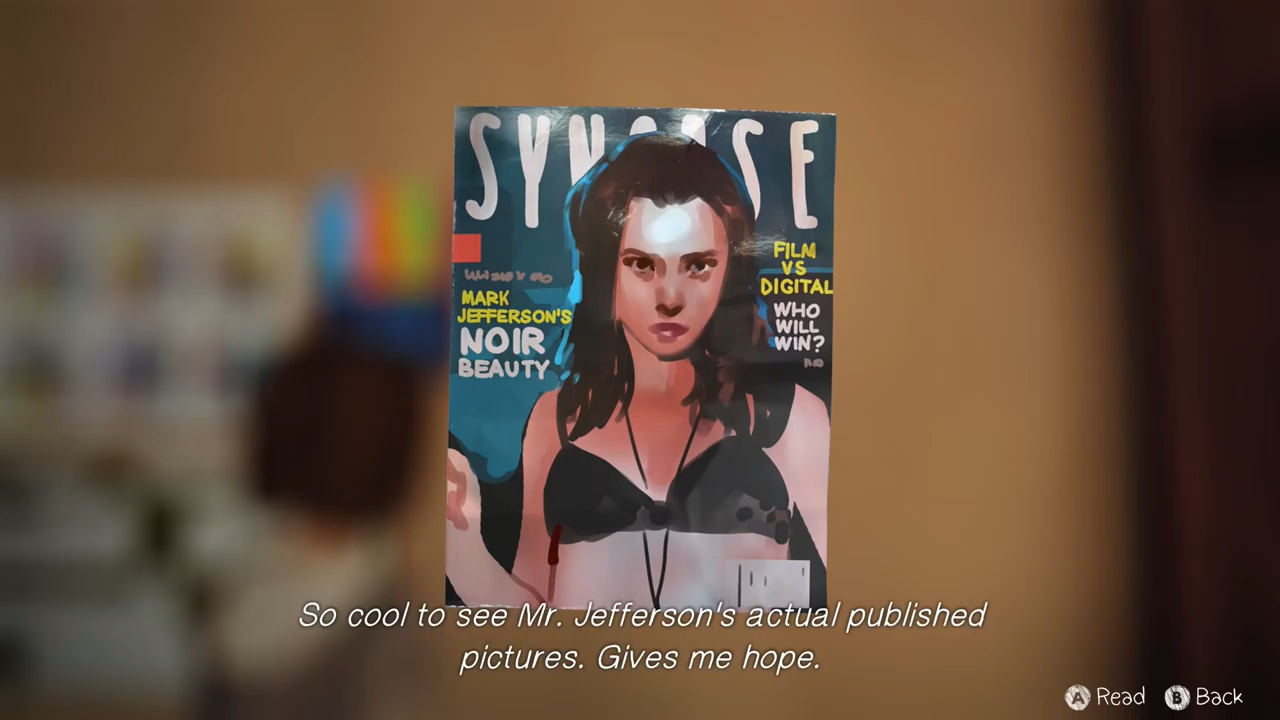 MARK
JEFFERSON'S
NOIR
BEAUTY
FILM
VS
DIGITAL
WHO
WILL
WIN?
So cool to see Mr. Jefferson's actual published
pictures. Gives me hope.
A Read B Back